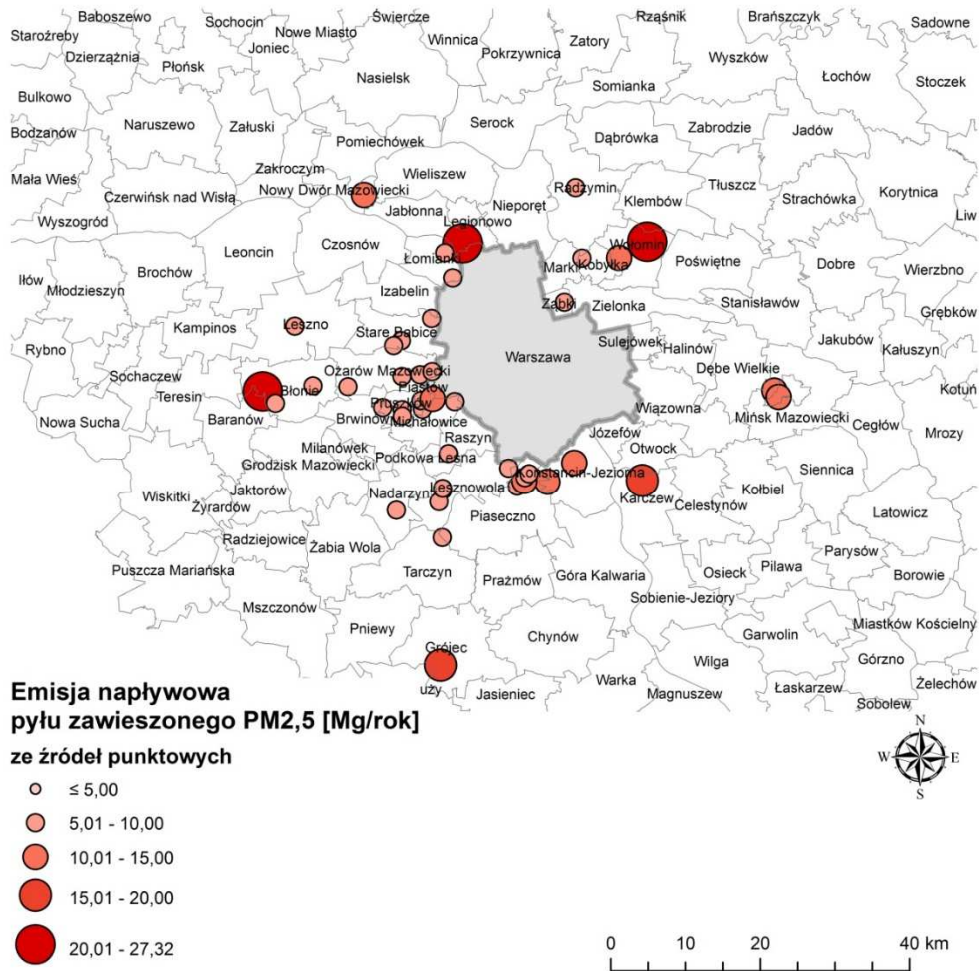 Baboszewo
Sochocin
Świercze
Rząśnik
Brańszczyk
Staroźreby
Nowe Miasto
Winnica
Zatory
Sadowne
Dzierzążnia
Joniec
Pokrzywnica
Wyszków
Płońsk
Nasielsk
Łochów
Stoczek
Bulkowo
Somianka
Bodzanów
Naruszewo
Załuski
Serock
Zabrodzie
Jadów
Pomiechówek
Dąbrówka
Zakroczym
Wieliszew
Mała Wieś
Czerwińsk nad Wisłą
Nowy Dwór Mazowiecki
Radzymin
Tłuszcz
Strachówka
Korytnica
Klembów
Nieporęt
Jabłonna
Wyszogród
Legionowo
Liw
Leoncin
Czosnów
Wołomin
Łomianki
Marki
Kobyłka
Poświętne
Dobre
Wierzbno
Iłów
Brochów
Młodzieszyn
Izabelin
Ząbki
Zielonka
Stanisławów
Grębków
Kampinos
Leszno
Stare Babice
Sulejówek
Halinów
Jakubów
Kałuszyn
Rybno
Warszawa
Sochaczew
Ożarów Mazowiecki
Dębe Wielkie
Teresin
Błonie
Piastów
Kotuń
Baranów
Pruszków
Wiązowna
Mińsk Mazowiecki
Nowa Sucha
Brwinów
Michałowice
Cegłów
Mrozy
Milanówek
Raszyn
Józefów
Otwock
Podkowa Leśna
Grodzisk Mazowiecki
Konstancin-Jeziorna
Siennica
Wiskitki
Jaktorów
Lesznowola
Karczew
Kołbiel
Nadarzyn
Celestynów
Latowicz
Żyrardów
Piaseczno
Radziejowice
Żabia Wola
Parysów
Puszcza Mariańska
Tarczyn
Prażmów
Góra Kalwaria
Osieck
Pilawa
Borowie
Mszczonów
Sobienie-Jeziory
Pniewy
Garwolin
Miastków Kościelny
Chynów
Grójec
Wilga
Górzno
uży
Jasieniec
Warka
Magnuszew
Łaskarzew
Żelechów
Sobolew
Emisja napływowa
pyłu zawieszonego PM2,5 [Mg/rok]
ze źródeł punktowych
≤ 5,00
5,01 - 10,00
10,01 - 15,00
15,01 - 20,00
20,01 - 27,32
N
W E
S
0 10 20 40 km